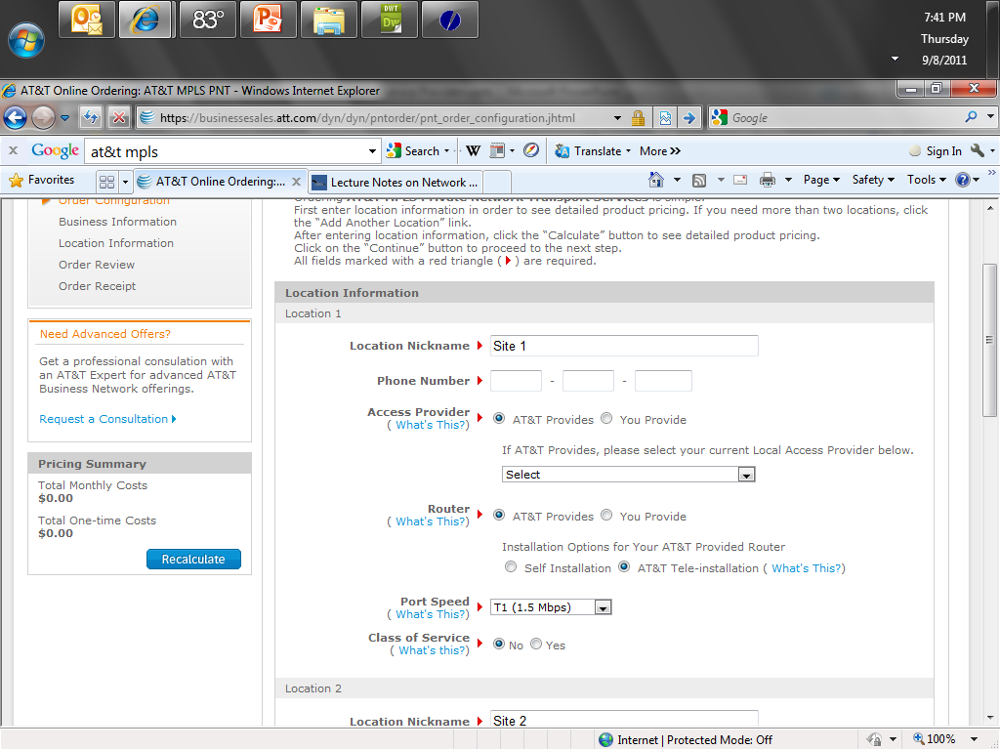 83°
7:41 PM
Thursday
9/8/2011
AT&T Online Ordering: AT&T MPLS PNT - Windows Internet Explorer
https://businessesales.att.com/dyn/dyn/pntorder/pnt_order_configuration.jhtml
Google
x Google at&t mpls Search W Translate More >> Sign In
Favorites AT&T Online Ordering:... Lecture Notes on Network ... Page Safety Tools
Order Configuration
Business Information
Location Information
Order Review
Order Receipt
Need Advanced Offers?
Get a professional consulation with
an AT&T Expert for advanced AT&T
Business Network offerings.
Request a Consultation
Pricing Summary
Total Monthly Costs
$0.00
Total One-time Costs
$0.00
Recalculate
Ordering AT&T MPLS Private Network Transport Services is simple.
First enter location information in order to see detailed product pricing. If you need more than two locations, click
the “Add Another Location” link.
After entering location information, click the “Calculate” button to see detailed product pricing.
Click on the “Continue” button to proceed to the next step.
All fields marked with a red triangle ( ) are required.
Location Information
Location 1
Location Nickname Site 1
Phone Number - -
Access Provider
( What's This?)
AT&T Provides You Provide
If AT&T Provides, please select your current Local Access Provider below.
Select
Router
( What's This?)
AT&T Provides You Provide
Installation Options for Your AT&T Provided Router
Self Installation AT&T Tele-installation ( What's This?)
Port Speed
( What's This?)
T1 (1.5 Mbps)
Class of Service
( What's this?)
No Yes
Location 2
Location Nickname Site 2
Internet | Protected Mode: Off
100%